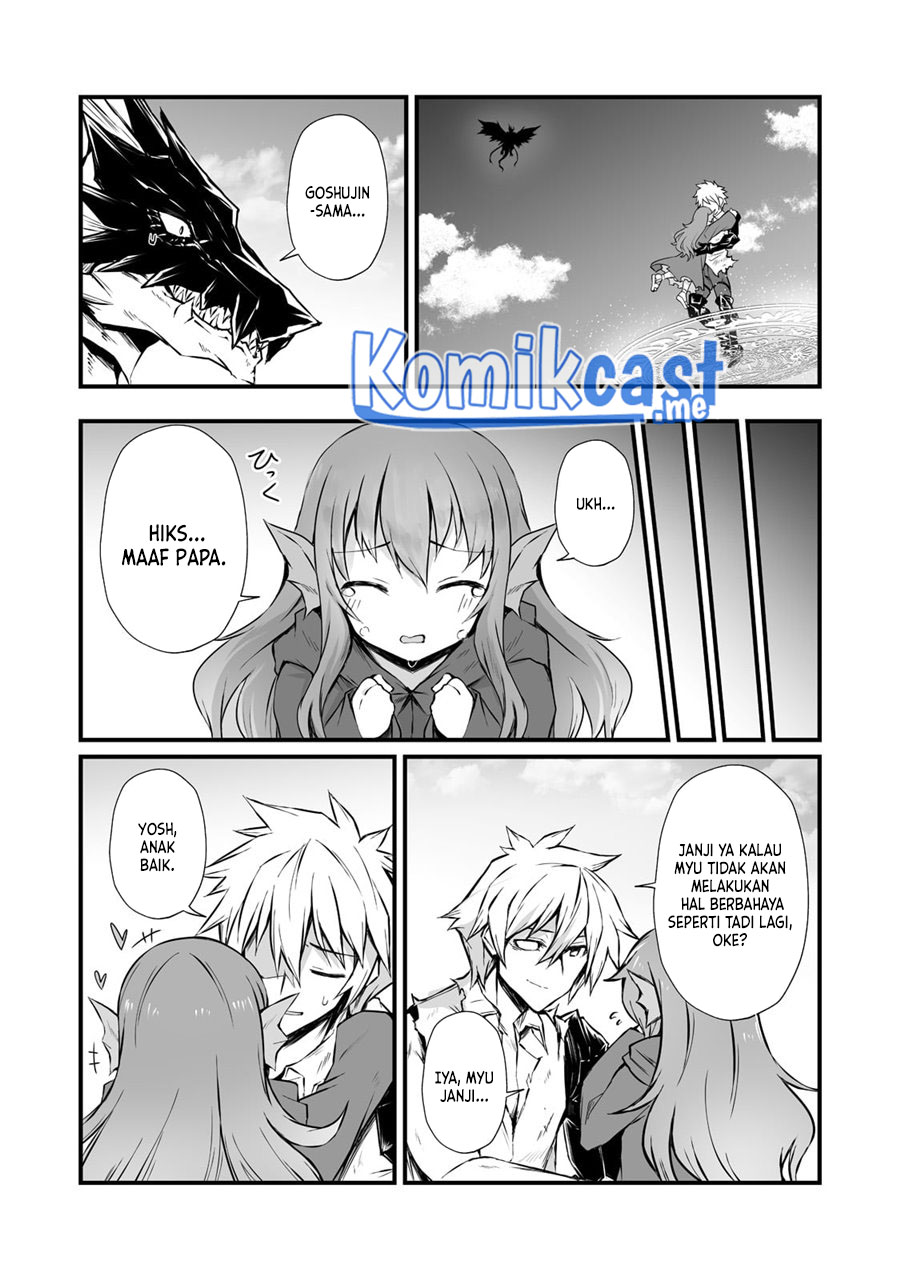 GOSHUJIN
-SAMA...
Komikcast
.me
UKH...
ひっく
HIKS...
MAAF PAPA.
JANJI YA KALAU
MYU TIDAK AKAN
MELAKUKAN
HAL BERBAHAYA
SEPERTI TADI LAGI,
OKE?
IYA, MYU
JANJI...
YOSH,
ANAK
BAIK.